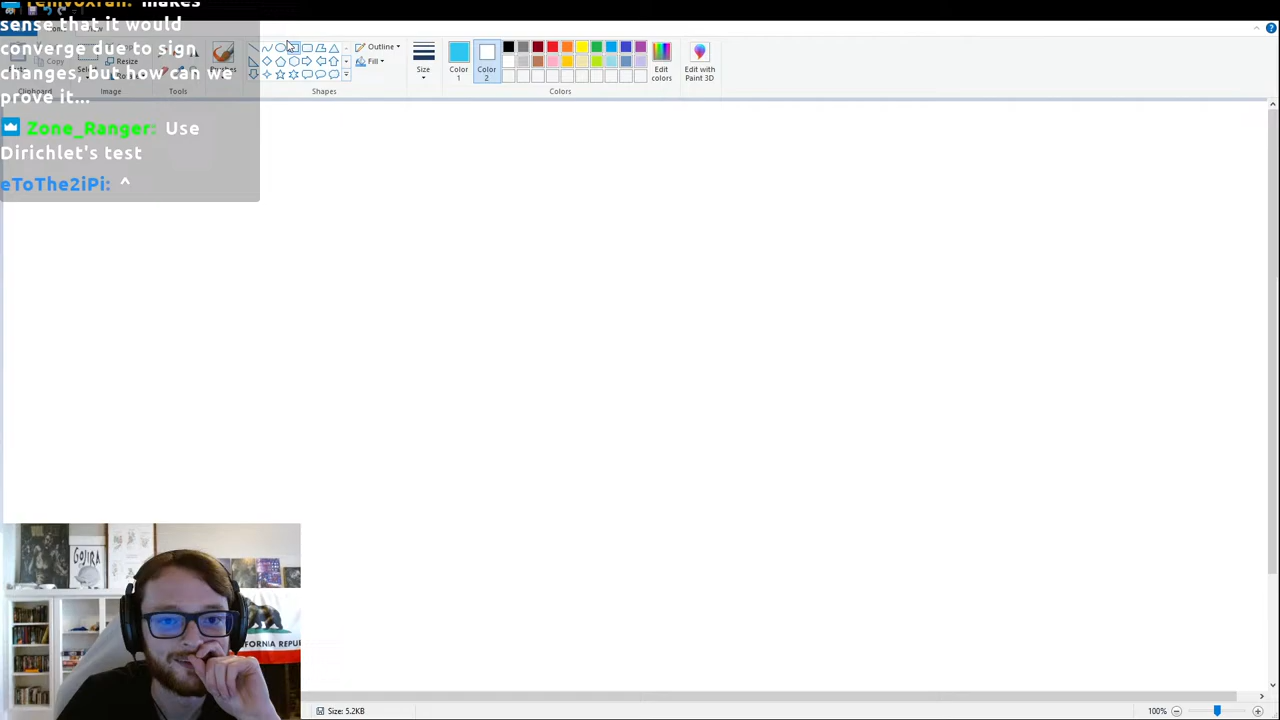 makes
sense that it would
converge due to sign
changes, but how can we
prove it...
Zone_Ranger: Use
Dirichlet's test
eToThe2iPi: ^
Copy
Resize
Outline
Fill
Size
Color
1
Color
2
Edit
colors
Edit with
Paint 3D
Clipboard
Image
Tools
Shapes
Colors
GOJIRA
Size: 5.2KB
100%